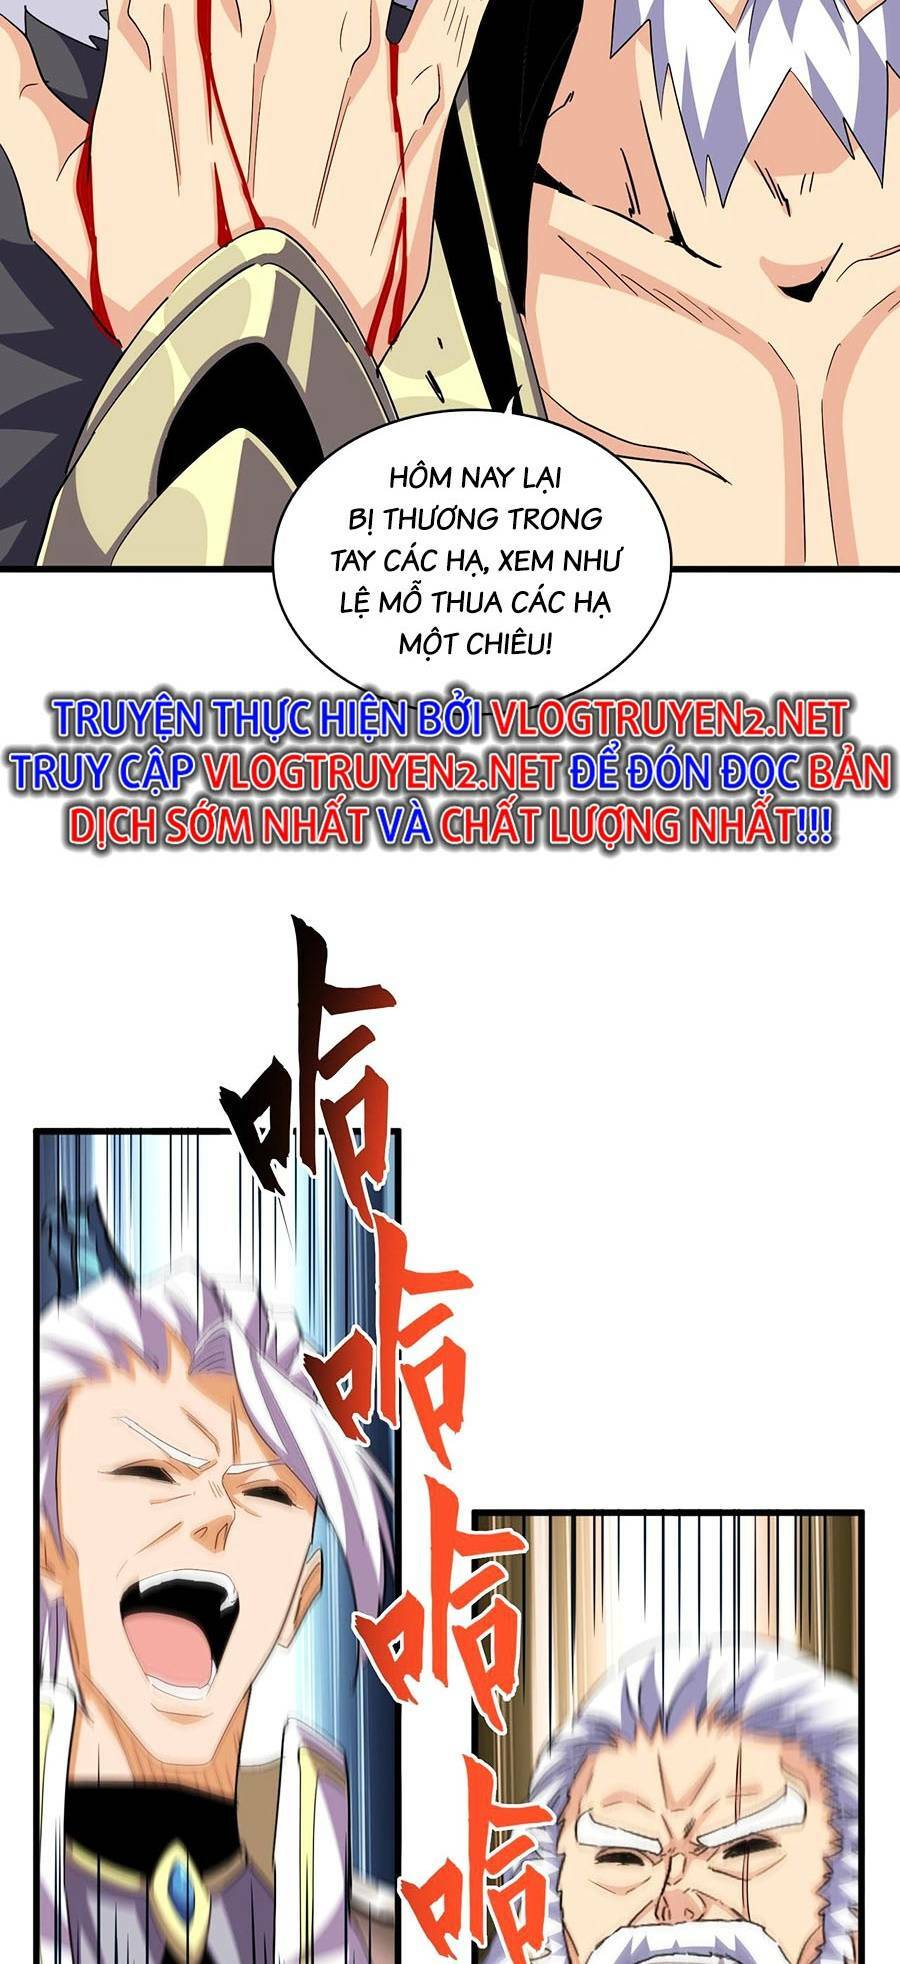 HÔM NAY LẠI
BỊ THƯƠNG TRONG
TAY CÁC HẠ, XEM NHƯ
LỆ MỖ THUA CÁC HẠ
MỘT CHIÊU!
TRUYỆN THỰC HIỆN BỞI VLOGTRUYEN2.NET
TRUY CẬP VLOGTRUYEN2.NET ĐỂ ĐÓN ĐỌC BẢN
DỊCH SỚM NHẤT VÀ CHẤT LƯỢNG NHẤT!!!
哈
哈
哈
哈